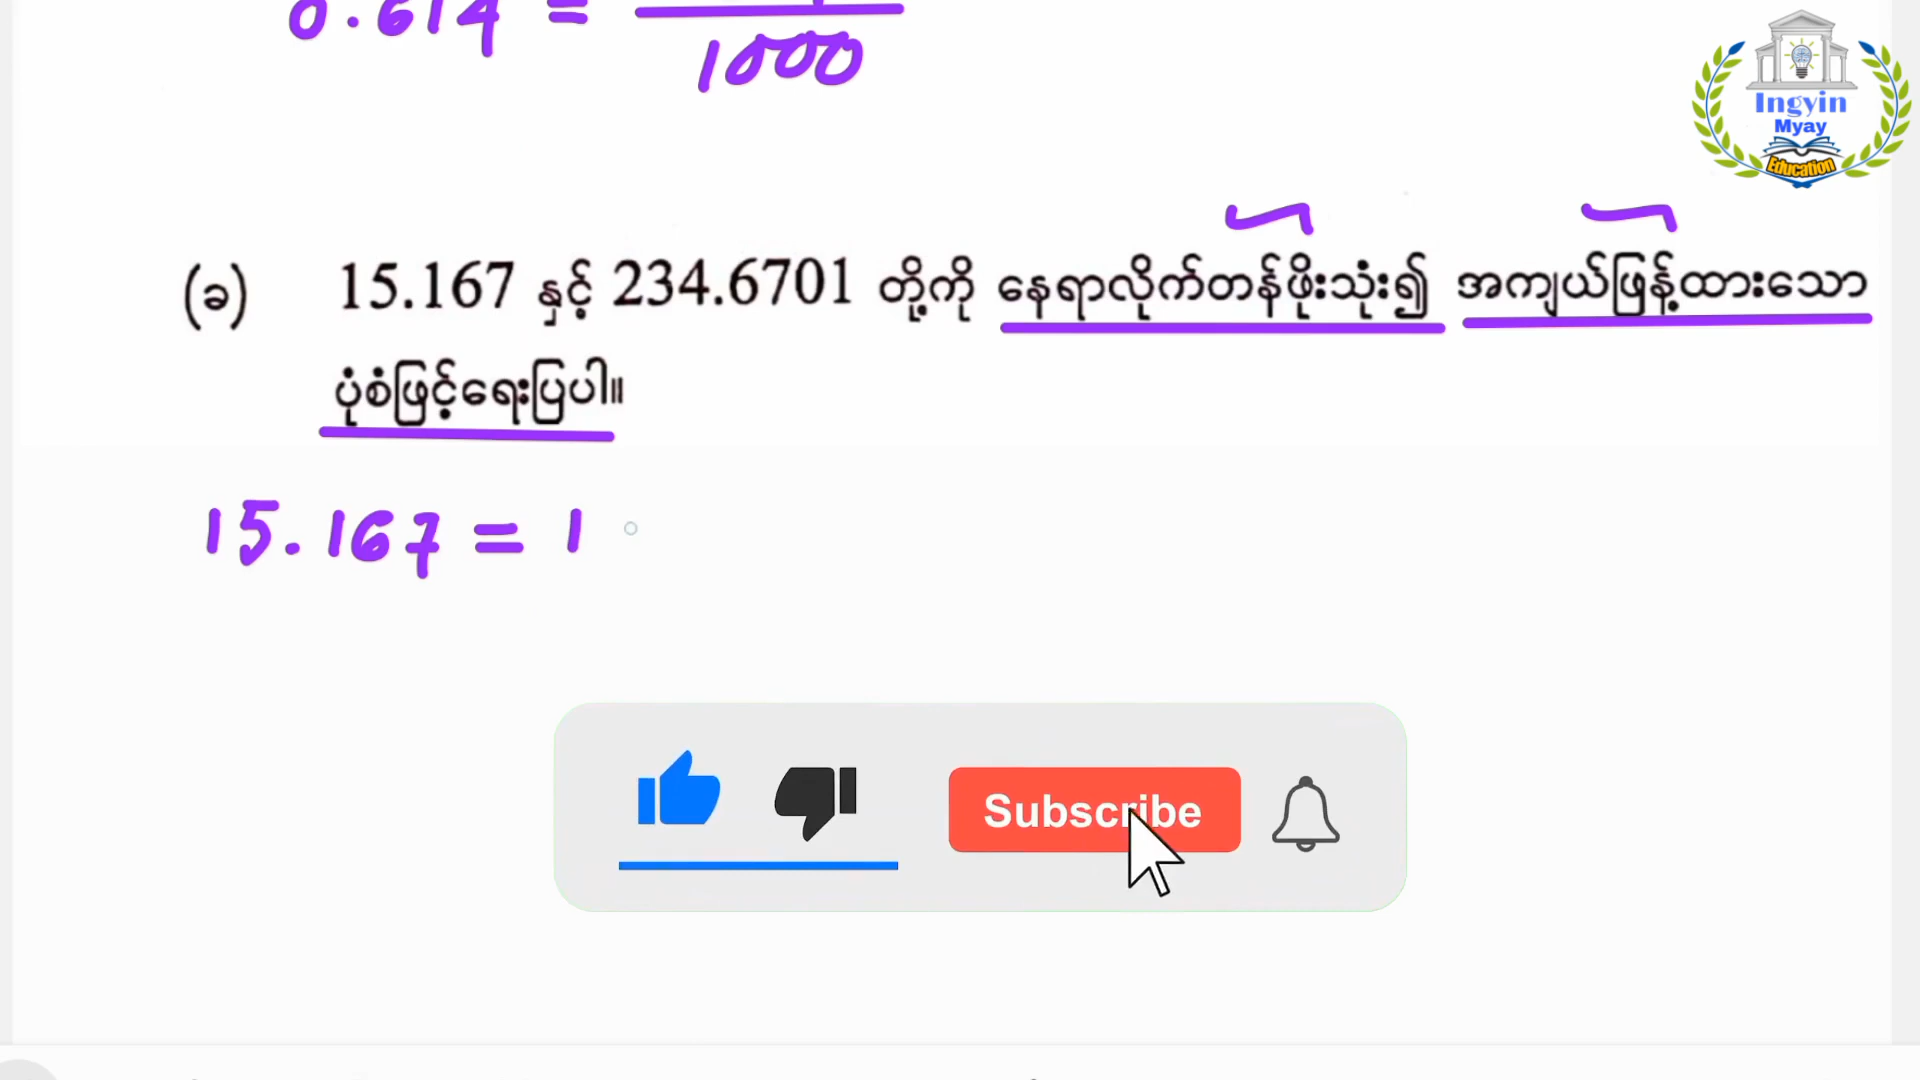 0.614 =
1000
Ingyin
Myay
Education
(ခ) 15.167 နှင့် 234.6701 တို့ကို နေရာလိုက်တန်ဖိုးသုံး၍ အကျယ်ဖြန့်ထားသော
ပုံစံဖြင့်ရေးပြပါ။
15.167 = 1
Subscribe